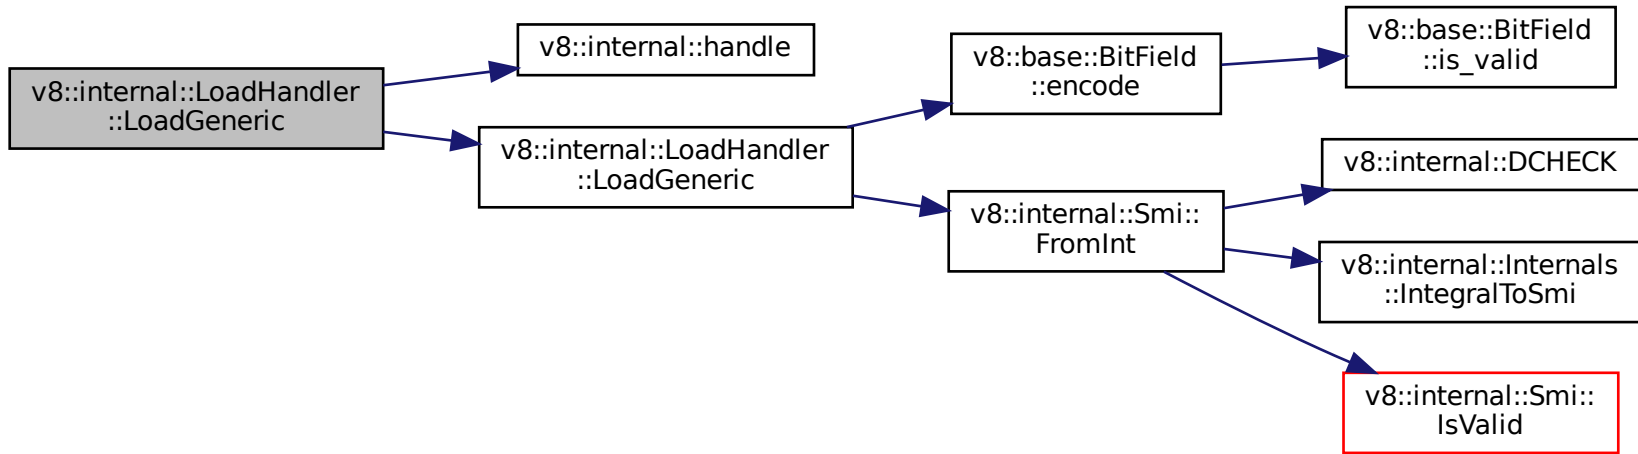 v8::internal::LoadHandler
::LoadGeneric
v8::internal::handle
v8::internal::LoadHandler
::LoadGeneric
v8::base::BitField
::encode
v8::internal::Smi::
FromInt
v8::base::BitField
::is_valid
v8::internal::DCHECK
v8::internal::Internals
::IntegralToSmi
v8::internal::Smi::
IsValid